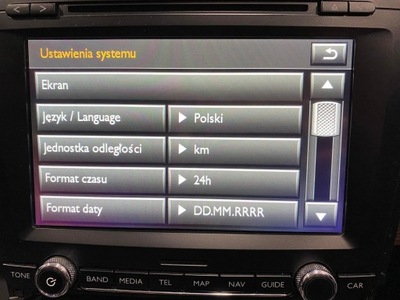 Ustawienia systemu
Ekran
Język / Language Polski
Jednostka odległości km
Format czasu 24h
Format daty DD.MM.RRRR
TONE BAND MEDIA TEL MAP NAV GUIDE CAR